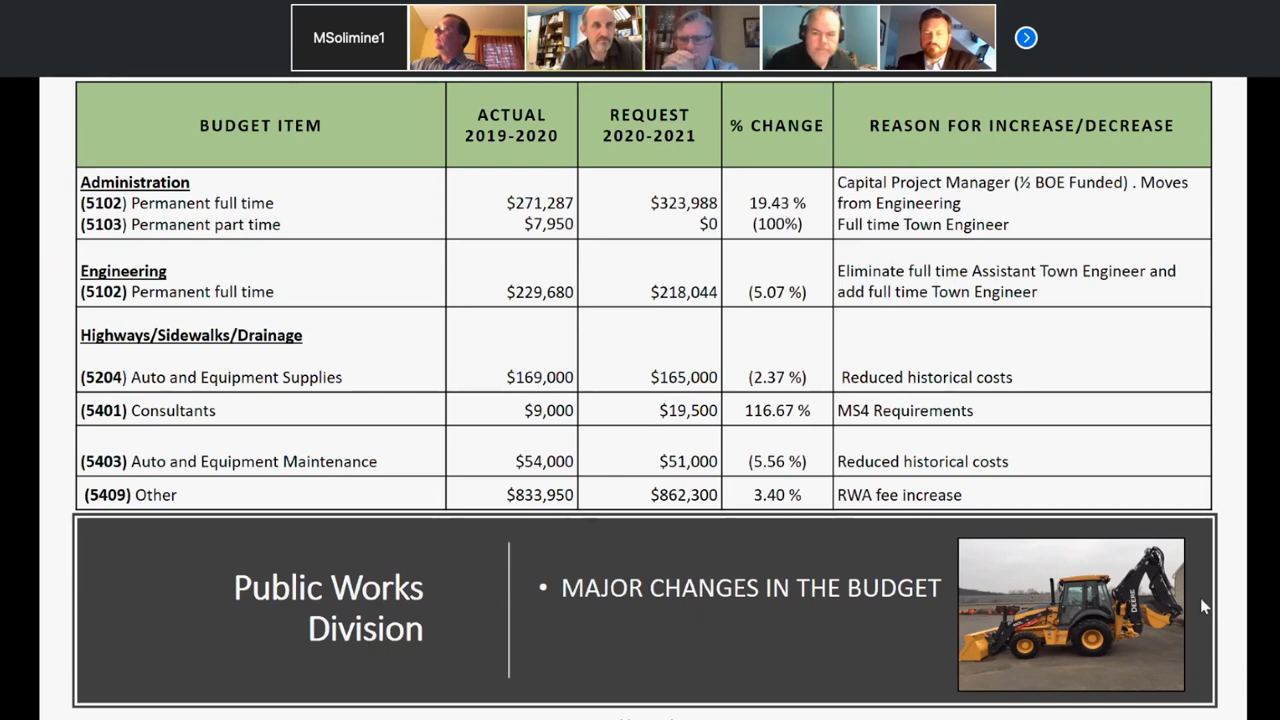 MSolimine1
BUDGET ITEM
ACTUAL 2019-2020
REQUEST 2020-2021
% CHANGE
REASON FOR INCREASE/DECREASE
Administration
(5102) Permanent full time $271,287 $323,988 19.43 % Capital Project Manager (½ BOE Funded) . Moves from Engineering
(5103) Permanent part time $7,950 $0 (100%) Full time Town Engineer
Engineering
(5102) Permanent full time $229,680 $218,044 (5.07 %) Eliminate full time Assistant Town Engineer and add full time Town Engineer
Highways/Sidewalks/Drainage
(5204) Auto and Equipment Supplies $169,000 $165,000 (2.37 %) Reduced historical costs
(5401) Consultants $9,000 $19,500 116.67 % MS4 Requirements
(5403) Auto and Equipment Maintenance $54,000 $51,000 (5.56 %) Reduced historical costs
(5409) Other $833,950 $862,300 3.40 % RWA fee increase
Public Works
Division
• MAJOR CHANGES IN THE BUDGET
DEERE